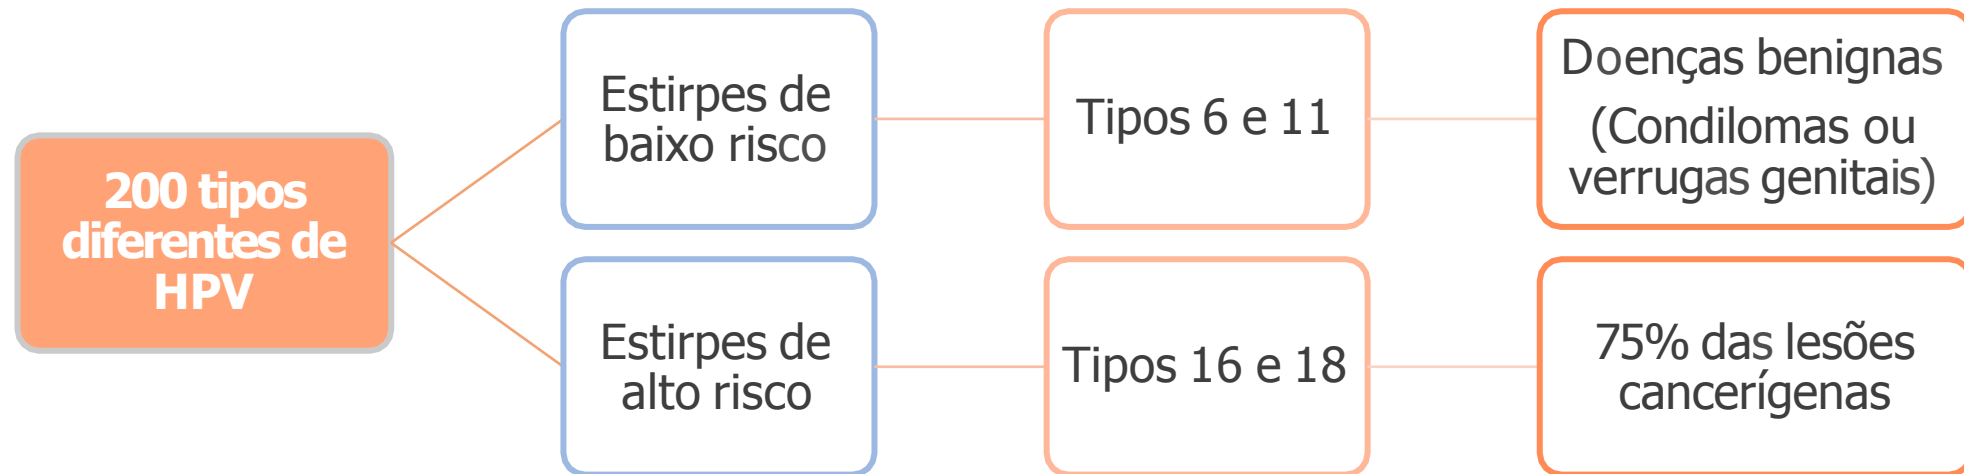 200 tipos
diferentes de
HPV
Estirpes de
baixo risco
Tipos 6 e 11
Doenças benignas
(Condilomas ou
verrugas genitais)
Estirpes de
alto risco
Tipos 16 e 18
75% das lesões
cancerígenas